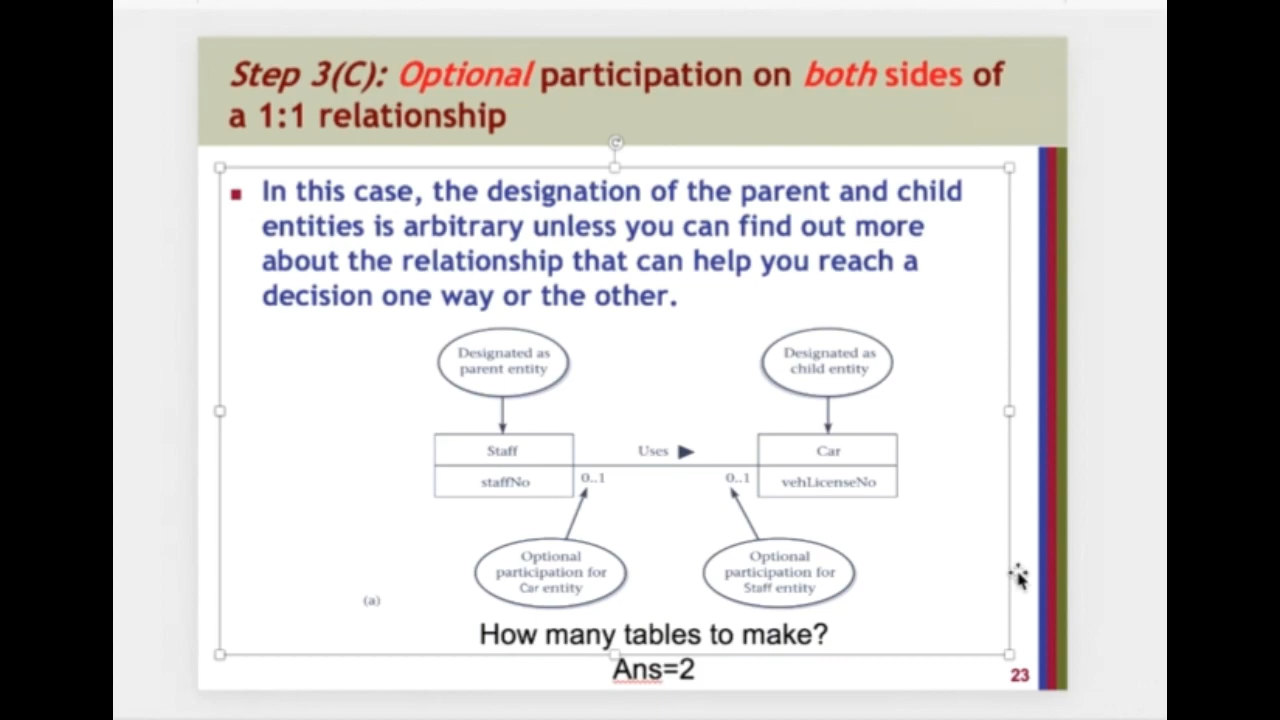 Step 3(C): Optional participation on both sides of
a 1:1 relationship
In this case, the designation of the parent and child
entities is arbitrary unless you can find out more
about the relationship that can help you reach a
decision one way or the other.
Designated as
parent entity
Designated as
child entity
Staff
Uses
Car
staffNo
0..1
0..1
vehLicenseNo
Optional
participation for
Car entity
Optional
participation for
Staff entity
(a)
How many tables to make?
Ans=2
23